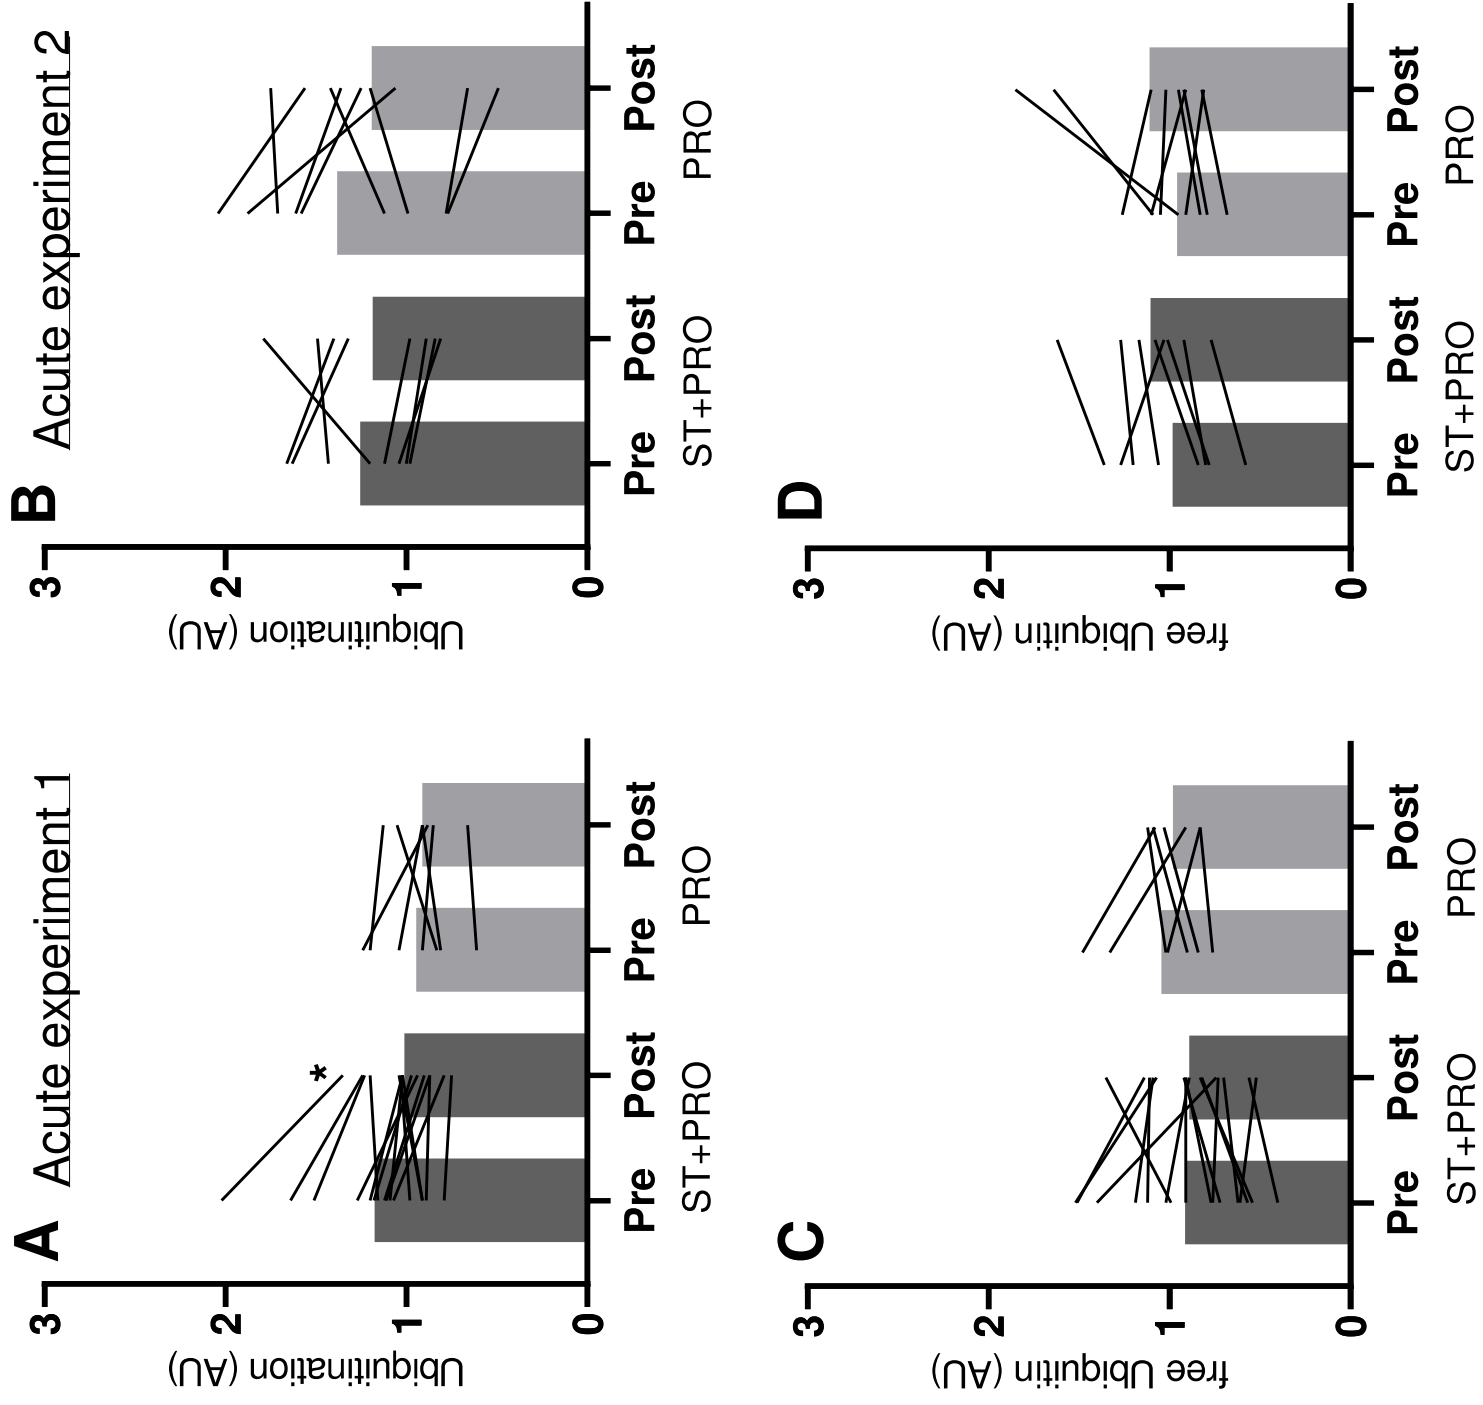 Acute experiment 1
Acute experiment 2
A
Ubiquitination (AU)
3
2
1
0
*
Pre Post Pre Post
ST+PRO PRO
B
Ubiquitination (AU)
3
2
1
0
Pre Post Pre Post
ST+PRO PRO
C
free Ubiquitin (AU)
3
2
1
0
Pre Post Pre Post
ST+PRO PRO
D
free Ubiquitin (AU)
3
2
1
0
Pre Post Pre Post
ST+PRO PRO